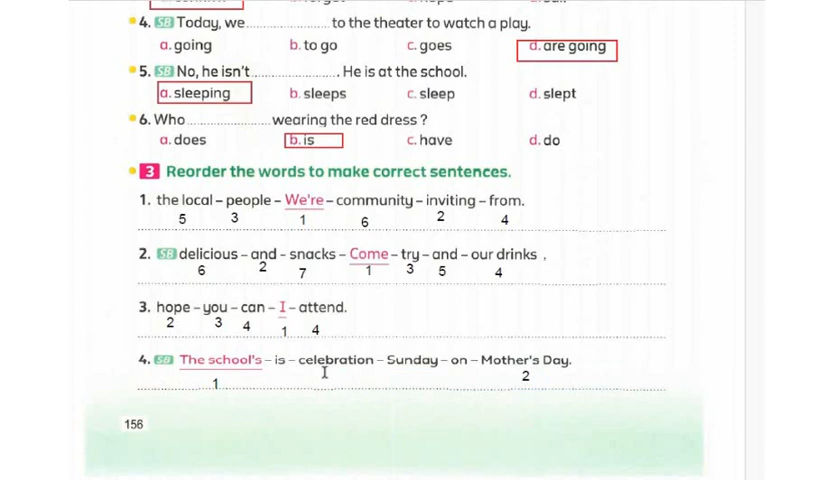 4. SB Today, we.................... to the theater to watch a play.
a. going b. to go c. goes d. are going
5. SB No, he isn't..................... He is at the school.
a. sleeping b. sleeps c. sleep d. slept
6. Who.................... wearing the red dress ?
a. does b. is c. have d. do
3 Reorder the words to make correct sentences.
1. the local – people – We're – community – inviting – from.
5 3 1 6 2 4
2. SB delicious – and – snacks – Come – try – and – our drinks .
6 2 7 1 3 5 4
3. hope – you – can – I – attend.
2 3 4 1 4
4. SB The school's – is – celebration – Sunday – on – Mother's Day.
1 2
156